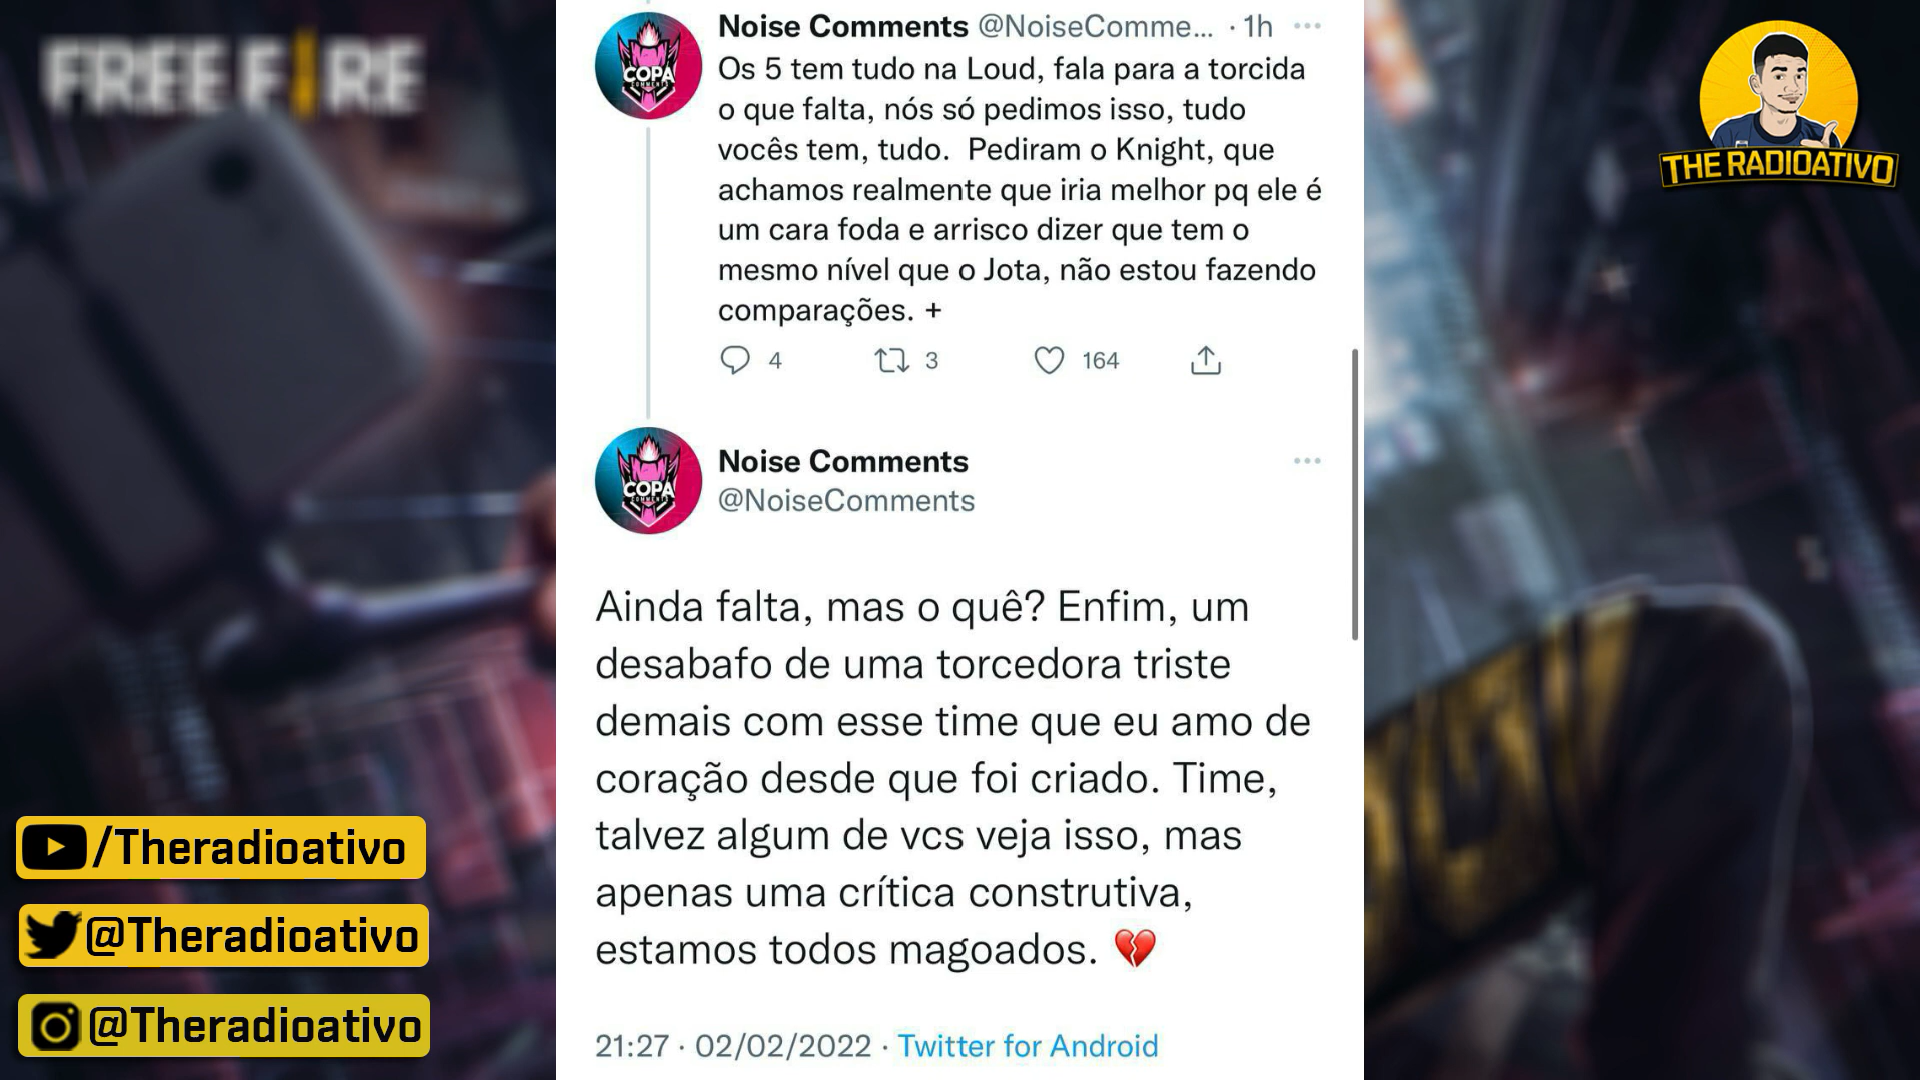 FREE FIRE
THE RADIOATIVO
COPA
COMMENTS
Noise Comments @NoiseComme... · 1h
Os 5 tem tudo na Loud, fala para a torcida
o que falta, nós só pedimos isso, tudo
vocês tem, tudo.  Pediram o Knight, que
achamos realmente que iria melhor pq ele é
um cara foda e arrisco dizer que tem o
mesmo nível que o Jota, não estou fazendo
comparações. +
4 3 164
COPA
COMMENTS
Noise Comments
@NoiseComments
Ainda falta, mas o quê? Enfim, um
desabafo de uma torcedora triste
demais com esse time que eu amo de
coração desde que foi criado. Time,
talvez algum de vcs veja isso, mas
apenas uma crítica construtiva,
estamos todos magoados. 💔
21:27 · 02/02/2022 · Twitter for Android
/Theradioativo
@Theradioativo
@Theradioativo